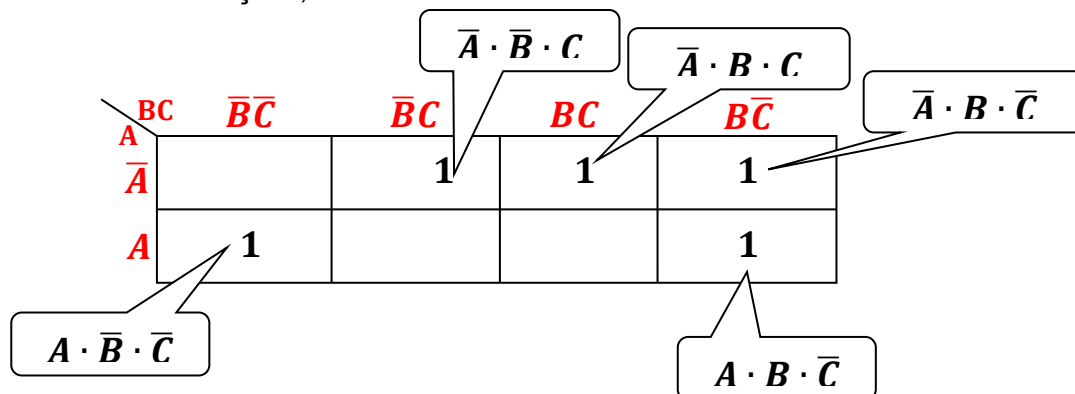 A̅ · B̅ · C
A̅ · B · C
A̅ · B · C̅
BC
A
B̅C̅ B̅C BC BC̅
A̅ 1 1 1
A 1 1
A · B̅ · C̅
A · B · C̅